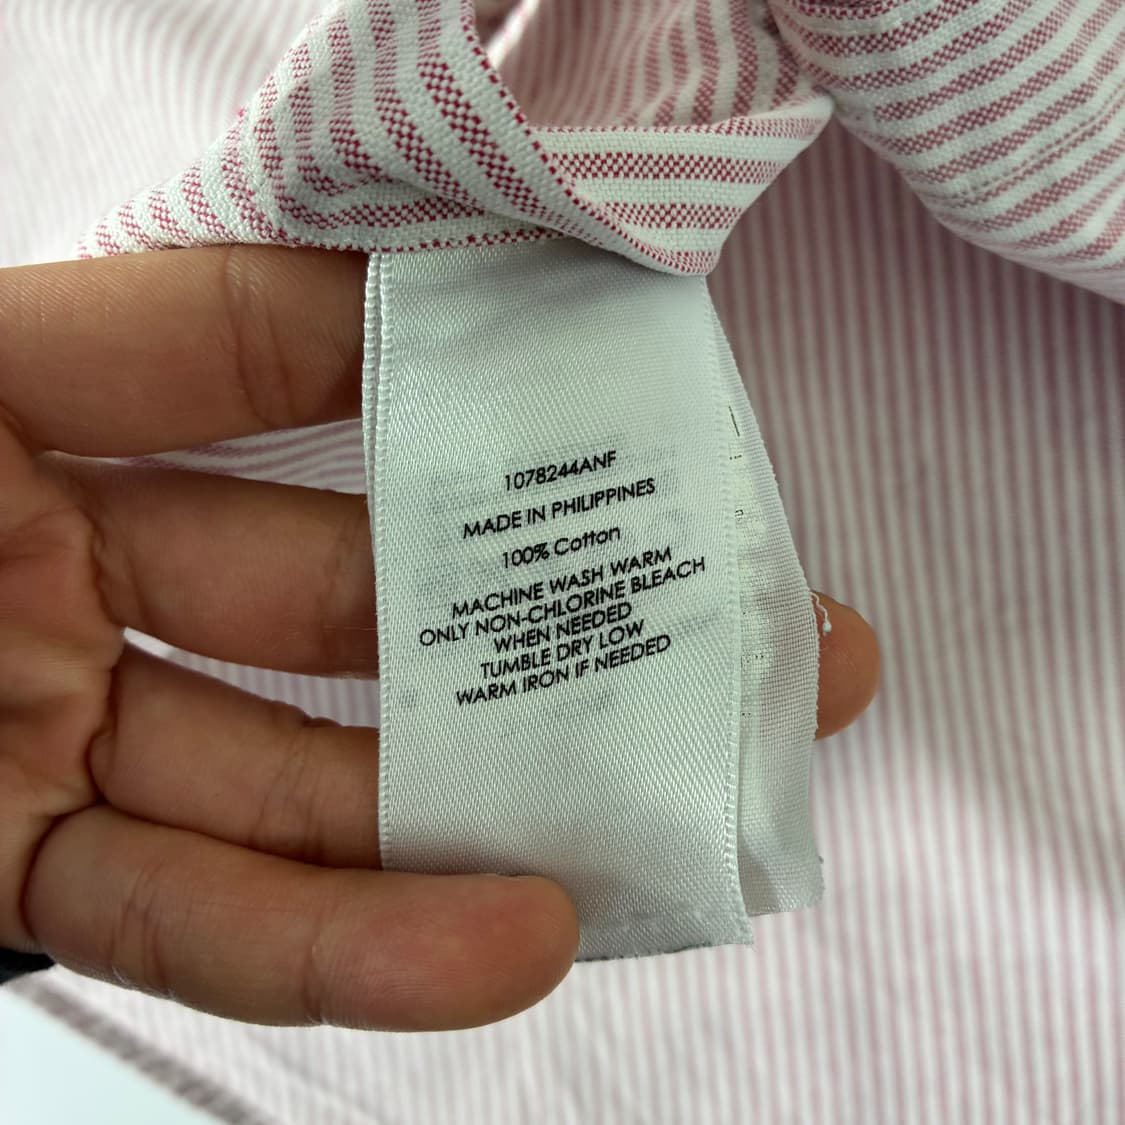 1078244ANF
MADE IN PHILIPPINES
100% Cotton
MACHINE WASH WARM
ONLY NON-CHLORINE BLEACH
WHEN NEEDED
TUMBLE DRY LOW
WARM IRON IF NEEDED